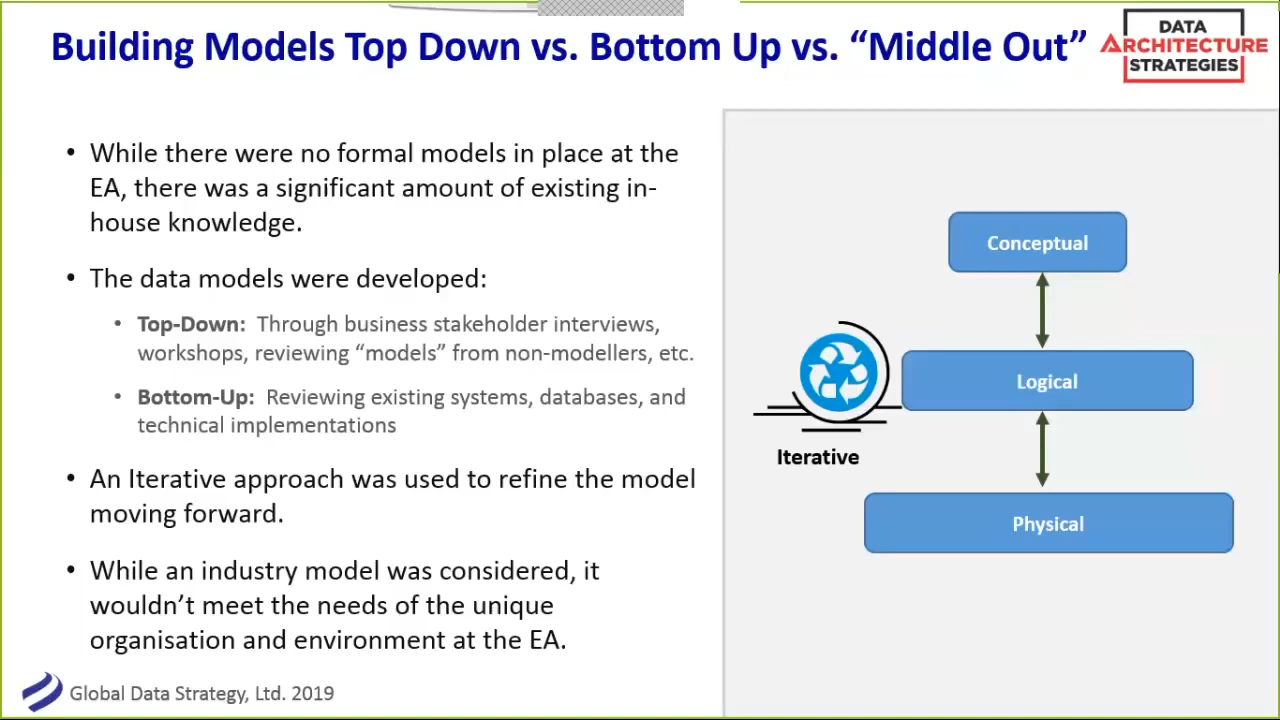 Building Models Top Down vs. Bottom Up vs. “Middle Out”
DATA
ARCHITECTURE
STRATEGIES
• While there were no formal models in place at the
EA, there was a significant amount of existing in-
house knowledge.
• The data models were developed:
• Top-Down: Through business stakeholder interviews,
workshops, reviewing “models” from non-modellers, etc.
• Bottom-Up: Reviewing existing systems, databases, and
technical implementations
• An Iterative approach was used to refine the model
moving forward.
• While an industry model was considered, it
wouldn’t meet the needs of the unique
organisation and environment at the EA.
Conceptual
Logical
Iterative
Physical
Global Data Strategy, Ltd. 2019